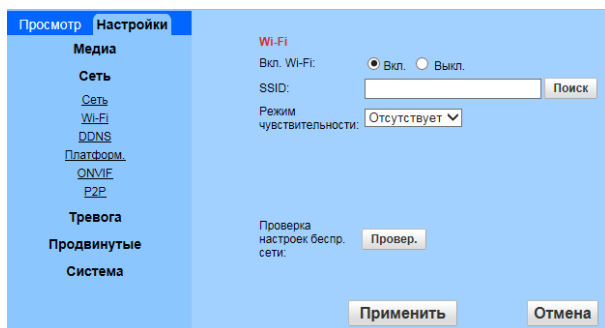 Просмотр Настройки
Медиа
Сеть
Сеть
Wi-Fi
DDNS
Платформ.
ONVIF
P2P
Тревога
Продвинутые
Система
Wi-Fi
Вкл. Wi-Fi: Вкл. Выкл.
SSID: Поиск
Режим
чувствительности: Отсутствует
Проверка
настроек беспр. Провер.
сети:
Применить Отмена